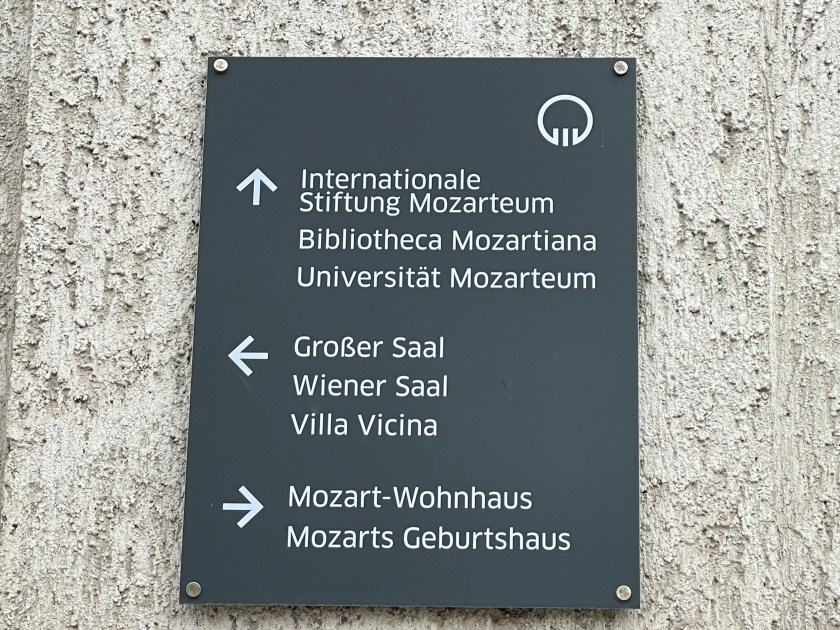 Internationale
Stiftung Mozarteum
Bibliotheca Mozartiana
Universität Mozarteum
Großer Saal
Wiener Saal
Villa Vicina
Mozart-Wohnhaus
Mozarts Geburtshaus